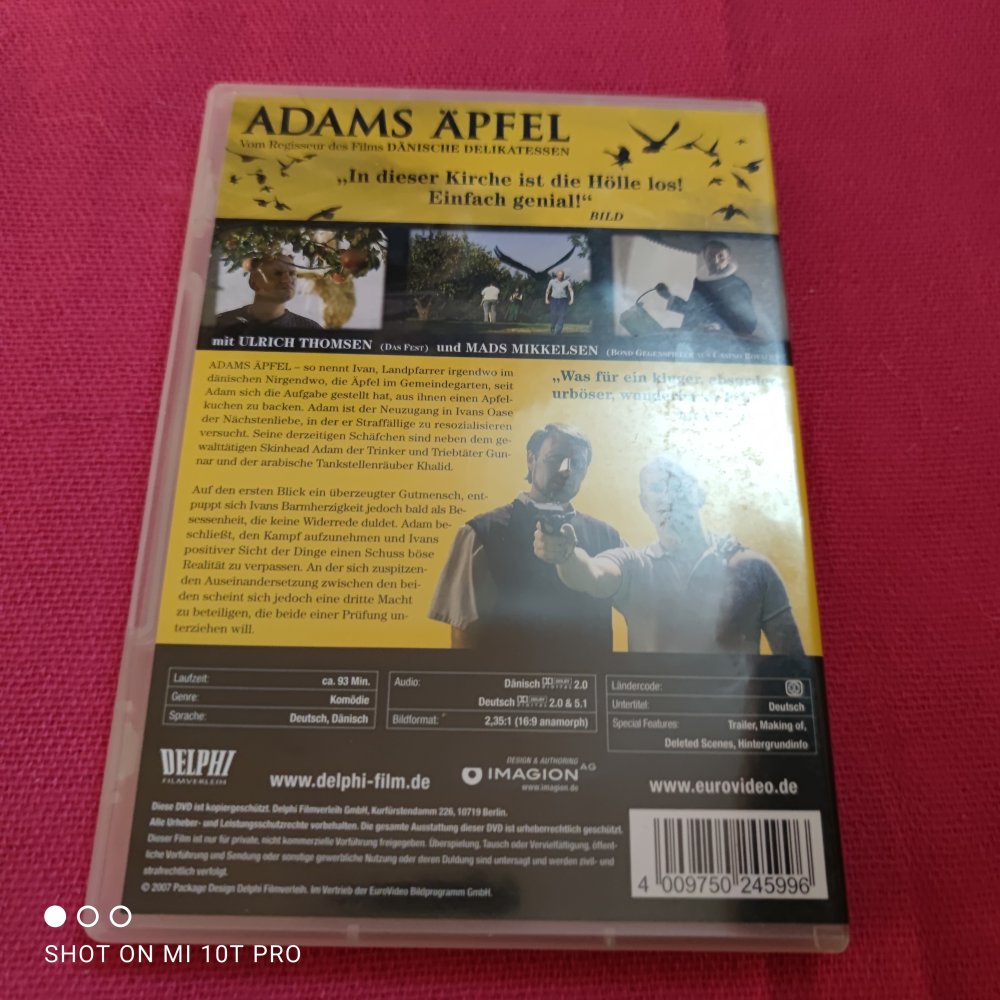 ADAMS ÄPFEL
Vom Regisseur des Films DÄNISCHE DELIKATESSEN
„In dieser Kirche ist die Hölle los!
Einfach genial!“
BILD
mit ULRICH THOMSEN (DAS FEST) und MADS MIKKELSEN (BOND GEGENSPIELER AUS CASINO ROYALE)
ADAMS ÄPFEL – so nennt Ivan, Landpfarrer irgendwo im
dänischen Nirgendwo, die Äpfel im Gemeindegarten, seit
Adam sich die Aufgabe gestellt hat, aus ihnen einen Apfel-
kuchen zu backen. Adam ist der Neuzugang in Ivans Oase
der Nächstenliebe, in der er Straffällige zu resozialisieren
versucht. Seine derzeitigen Schäfchen sind neben dem ge-
walttätigen Skinhead Adam der Trinker und Triebtäter Gun-
nar und der arabische Tankstellenräuber Khalid.
„Was für ein kluger, absurder
urböser,
Auf den ersten Blick ein überzeugter Gutmensch, ent-
puppt sich Ivans Barmherzigkeit jedoch bald als Be-
sessenheit, die keine Widerrede duldet. Adam be-
schließt, den Kampf aufzunehmen und Ivans
positiver Sicht der Dinge einen Schuss böse
Realität zu verpassen. An der sich zuspitzen-
den Auseinandersetzung zwischen den bei-
den scheint sich jedoch eine dritte Macht
zu beteiligen, die beide einer Prüfung un-
terziehen will.
Laufzeit: ca. 93 Min.
Genre: Komödie
Sprache: Deutsch, Dänisch
Audio: Dänisch DOLBY DIGITAL 2.0
Deutsch DOLBY DIGITAL 2.0 & 5.1
Bildformat: 2,35:1 (16:9 anamorph)
Ländercode:
Untertitel: Deutsch
Special Features: Trailer, Making of,
Deleted Scenes, Hintergrundinfo
DELPHI
FILMVERLEIH
www.delphi-film.de
DESIGN & AUTHORING
IMAGION AG
www.imagion.de
www.eurovideo.de
Diese DVD ist kopiergeschützt. Delphi Filmverleih GmbH, Kurfürstendamm 226, 10719 Berlin.
Alle Urheber- und Leistungsschutzrechte vorbehalten. Die gesamte Ausstattung dieser DVD ist urheberrechtlich geschützt.
Dieser Film ist nur für private, nicht kommerzielle Vorführung freigegeben. Überspielung, Tausch oder Vervielfältigung, öffent-
liche Vorführung und Sendung oder sonstige gewerbliche Nutzung oder deren Duldung sind untersagt und werden zivil- und
strafrechtlich verfolgt.
© 2007 Package Design Delphi Filmverleih. Im Vertrieb der EuroVideo Bildprogramm GmbH.
4 009750 245996
SHOT ON MI 10T PRO